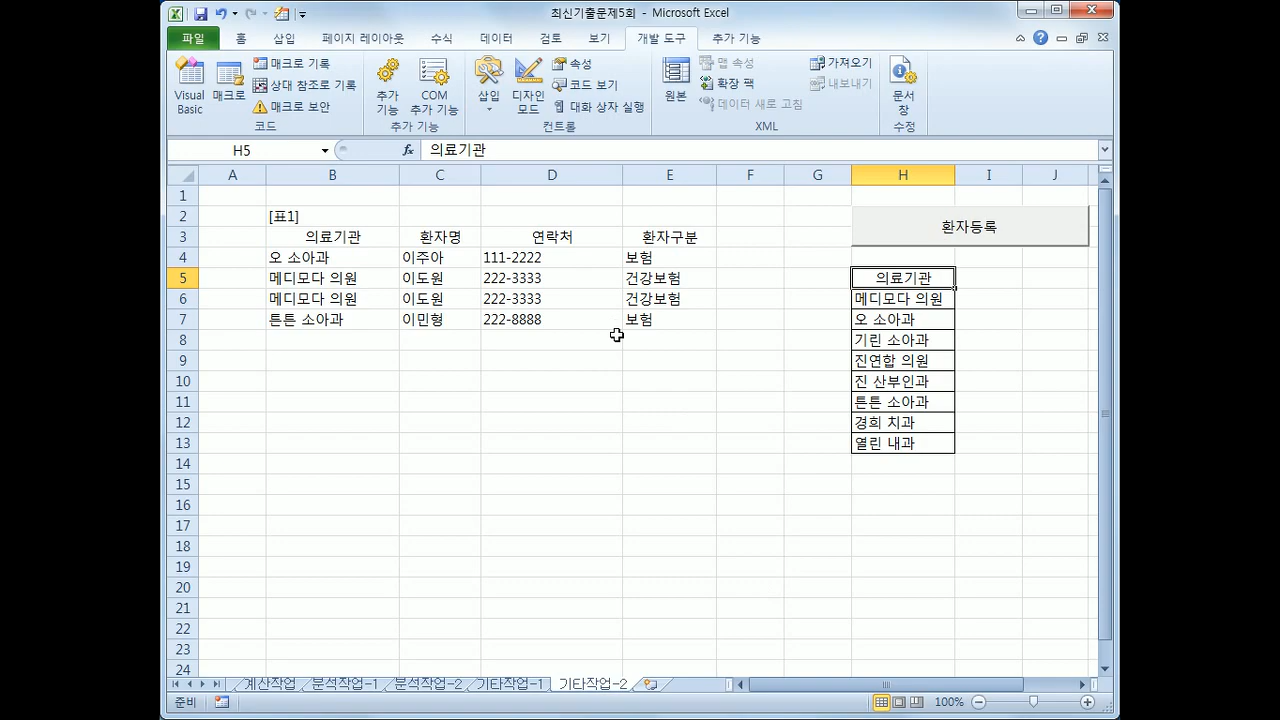 최신기출문제5회 - Microsoft Excel
파일 홈 삽입 페이지 레이아웃 수식 데이터 검토 보기 개발 도구 추가 기능
Visual Basic
매크로
매크로 기록
상대 참조로 기록
매크로 보안
코드
추가 기능
COM 추가 기능
추가 기능
삽입
디자인 모드
속성
코드 보기
대화 상자 실행
컨트롤
원본
맵 속성
확장 팩
데이터 새로 고침
가져오기
내보내기
XML
문서 창
수정
H5 fx 의료기관
A B C D E F G H I J
1
2 [표1] 환자등록
3 의료기관 환자명 연락처 환자구분
4 오 소아과 이주아 111-2222 보험
5 메디모다 의원 이도원 222-3333 건강보험 의료기관
6 메디모다 의원 이도원 222-3333 건강보험 메디모다 의원
7 튼튼 소아과 이민형 222-8888 보험 오 소아과
8 기린 소아과
9 진연합 의원
10 진 산부인과
11 튼튼 소아과
12 경희 치과
13 열린 내과
14
15
16
17
18
19
20
21
22
23
24
계산작업 분석작업-1 분석작업-2 기타작업-1 기타작업-2
준비 100%